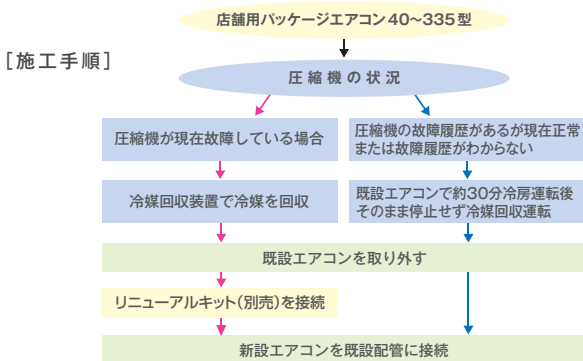 店舗用パッケージエアコン40〜335型
[施工手順]
圧縮機の状況
圧縮機が現在故障している場合
圧縮機の故障履歴があるが現在正常
または故障履歴がわからない
冷媒回収装置で冷媒を回収
既設エアコンで約30分冷房運転後
そのまま停止せず冷媒回収運転
既設エアコンを取り外す
リニューアルキット(別売)を接続
新設エアコンを既設配管に接続